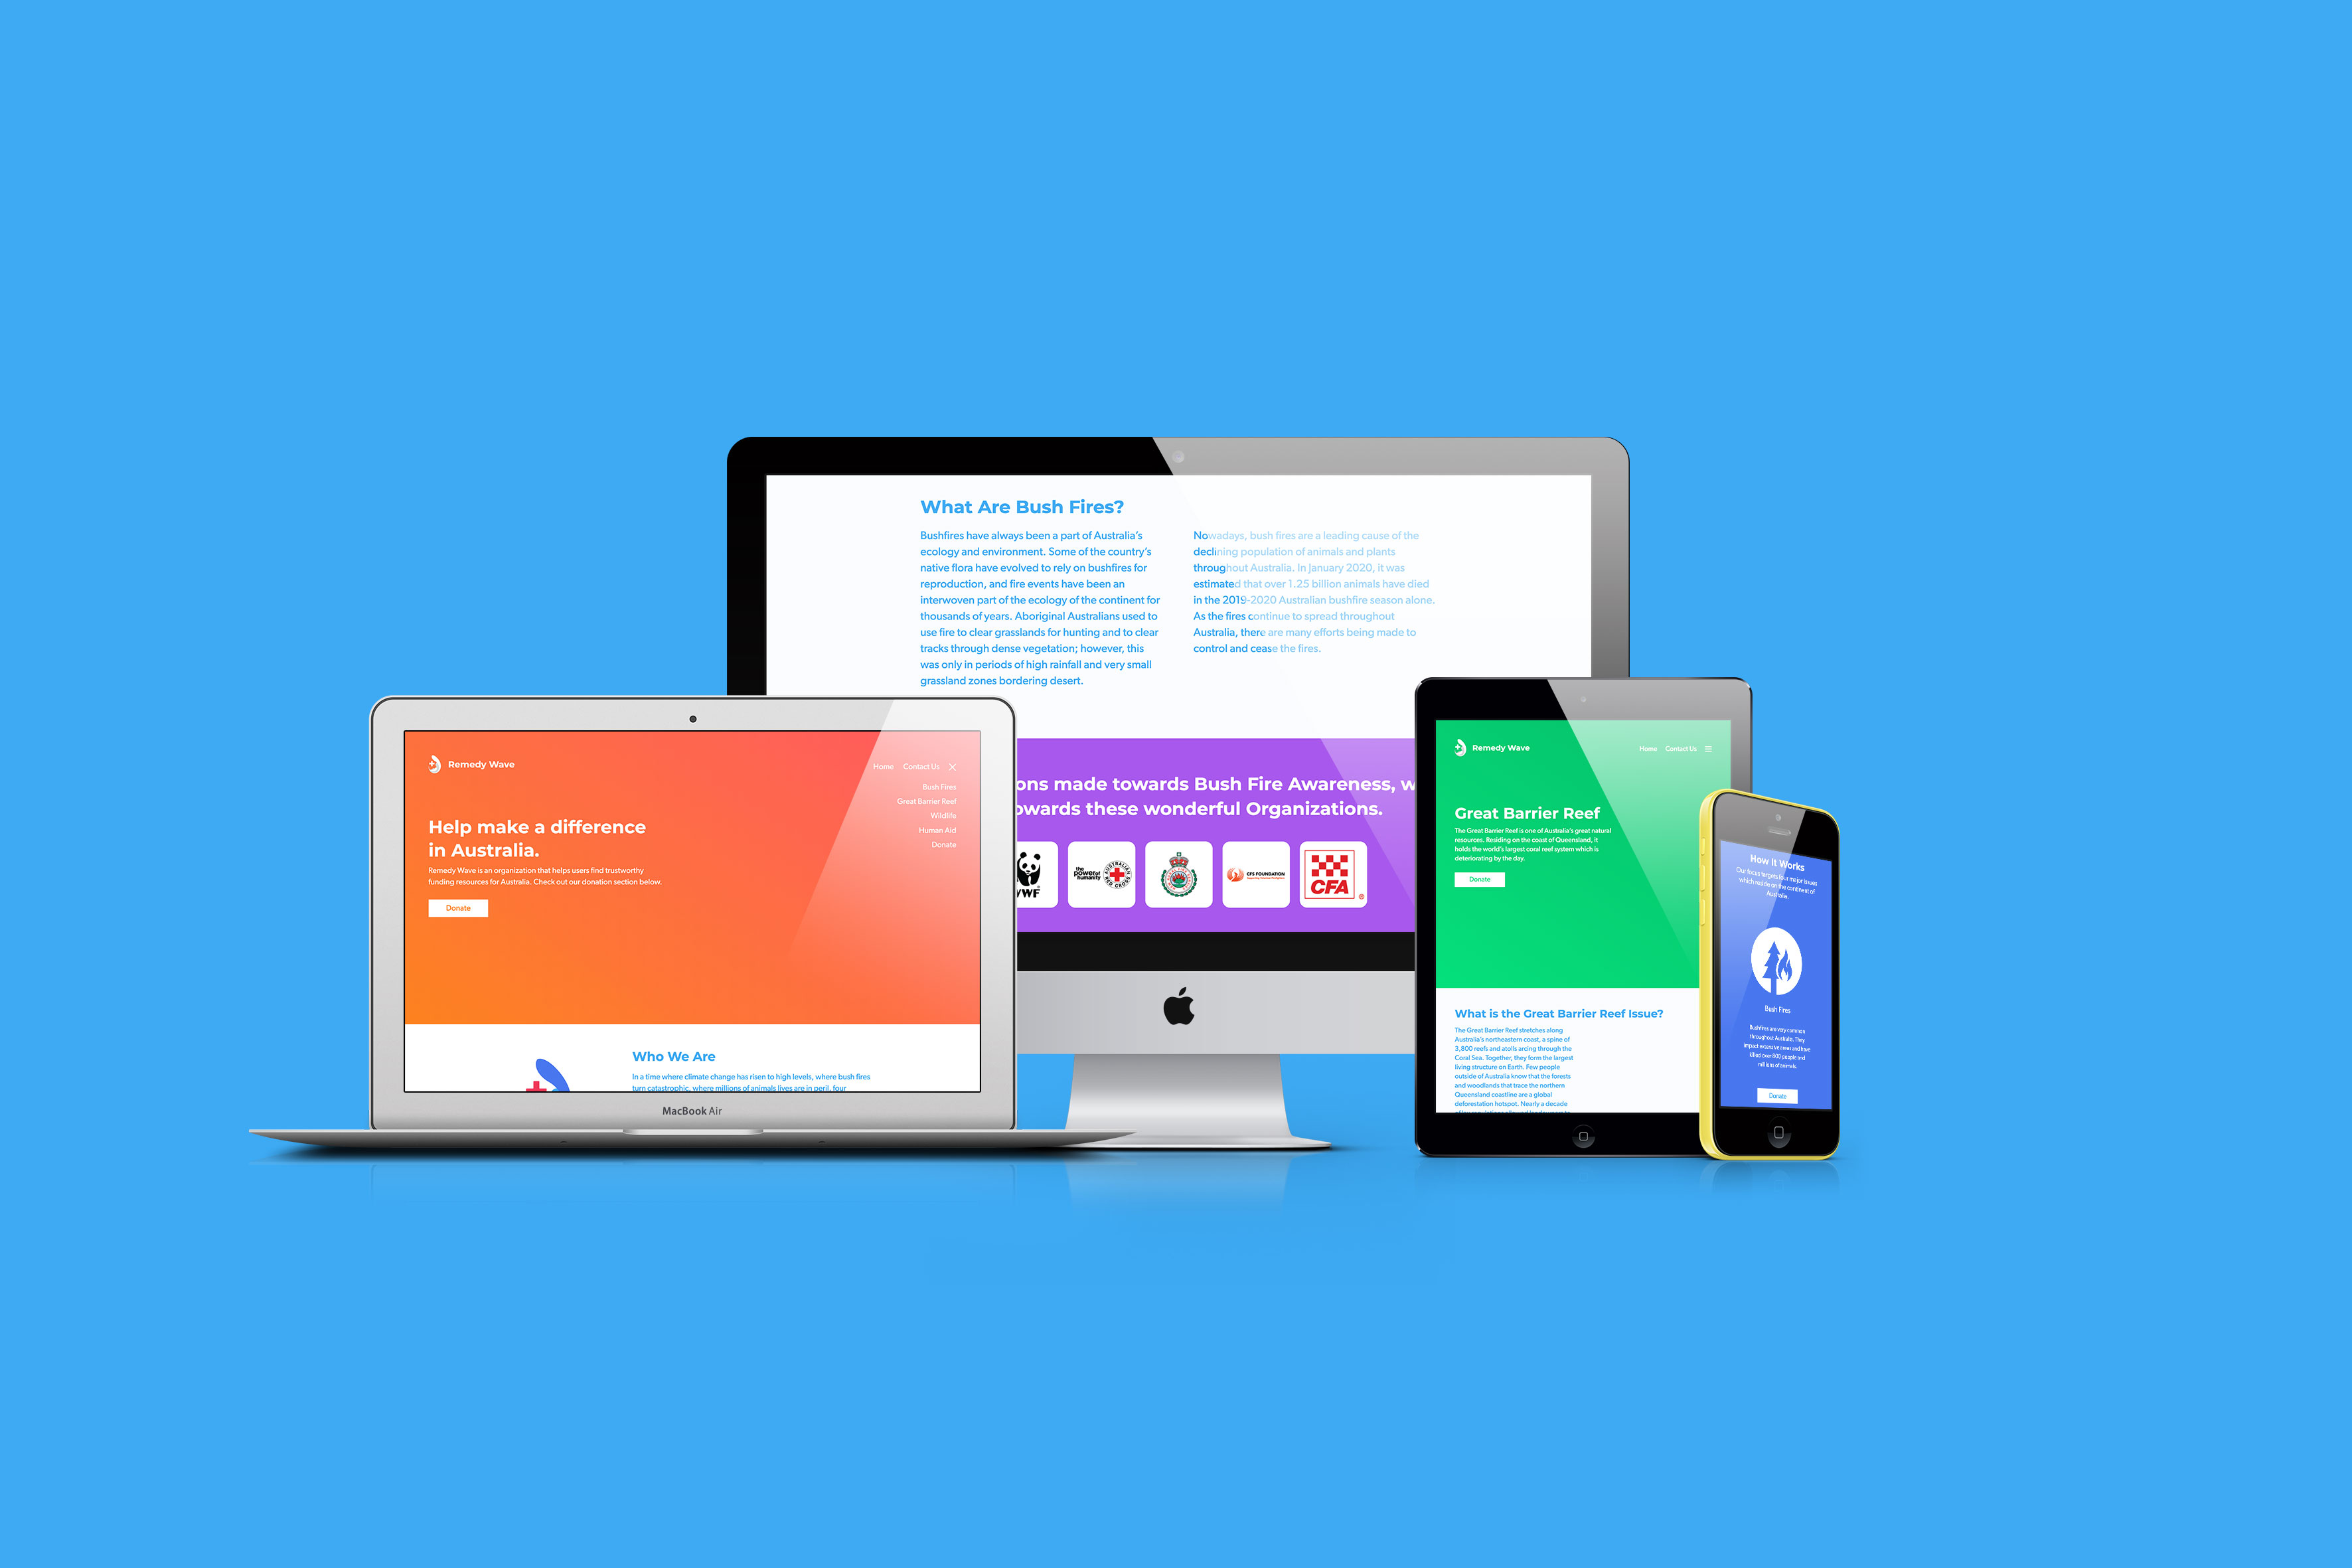 What Are Bush Fires?
Bushfires have always been a part of Australia's
ecology and environment. Some of the country's
native flora have evolved to rely on bushfires for
reproduction, and fire events have been an
interwoven part of the ecology of the continent for
thousands of years. Aboriginal Australians used to
use fire to clear grasslands for hunting and to clear
tracks through dense vegetation; however, this
was only in periods of high rainfall and very small
grassland zones bordering desert.
Nowadays, bush fires are a leading cause of the
declining population of animals and plants
throughout Australia. In January 2020, it was
estimated that over 1.25 billion animals have died
in the 2019-2020 Australian bushfire season alone.
As the fires continue to spread throughout
Australia, there are many efforts being made to
control and cease the fires.
ons made towards Bush Fire Awareness, w
owards these wonderful Organizations.
WWF
the
power of
humanity
AUSTRALIAN RED CROSS
CFS FOUNDATION
CFA
®
Remedy Wave
Home Contact Us
Bush Fires
Great Barrier Reef
Wildlife
Human Aid
Donate
Help make a difference
in Australia.
Remedy Wave is an organization that helps users find trustworthy
funding resources for Australia. Check out our donation section below.
Donate
Who We Are
In a time where climate change has risen to high levels, where bush fires
turn catastrophic, where millions of animals lives are in peril, four
MacBook Air
Remedy Wave
Home Contact Us
Great Barrier Reef
The Great Barrier Reef is one of Australia's great natural
resources. Residing on the coast of Queensland, it
holds the world's largest coral reef system which is
deteriorating by the day.
Donate
What is the Great Barrier Reef Issue?
The Great Barrier Reef stretches along
Australia's northeastern coast, a spine of
3,800 reefs and atolls arcing through the
Coral Sea. Together, they form the largest
living structure on Earth. Few people
outside of Australia know that the forests
and woodlands that trace the northern
Queensland coastline are a global
deforestation hotspot. Nearly a decade
How It Works
Our focus targets four major issues
which reside on the continent of
Australia.
Bush Fires
Bushfires are very common
throughout Australia. They
impact extensive areas and have
killed over 800 people and
millions of animals.
Donate